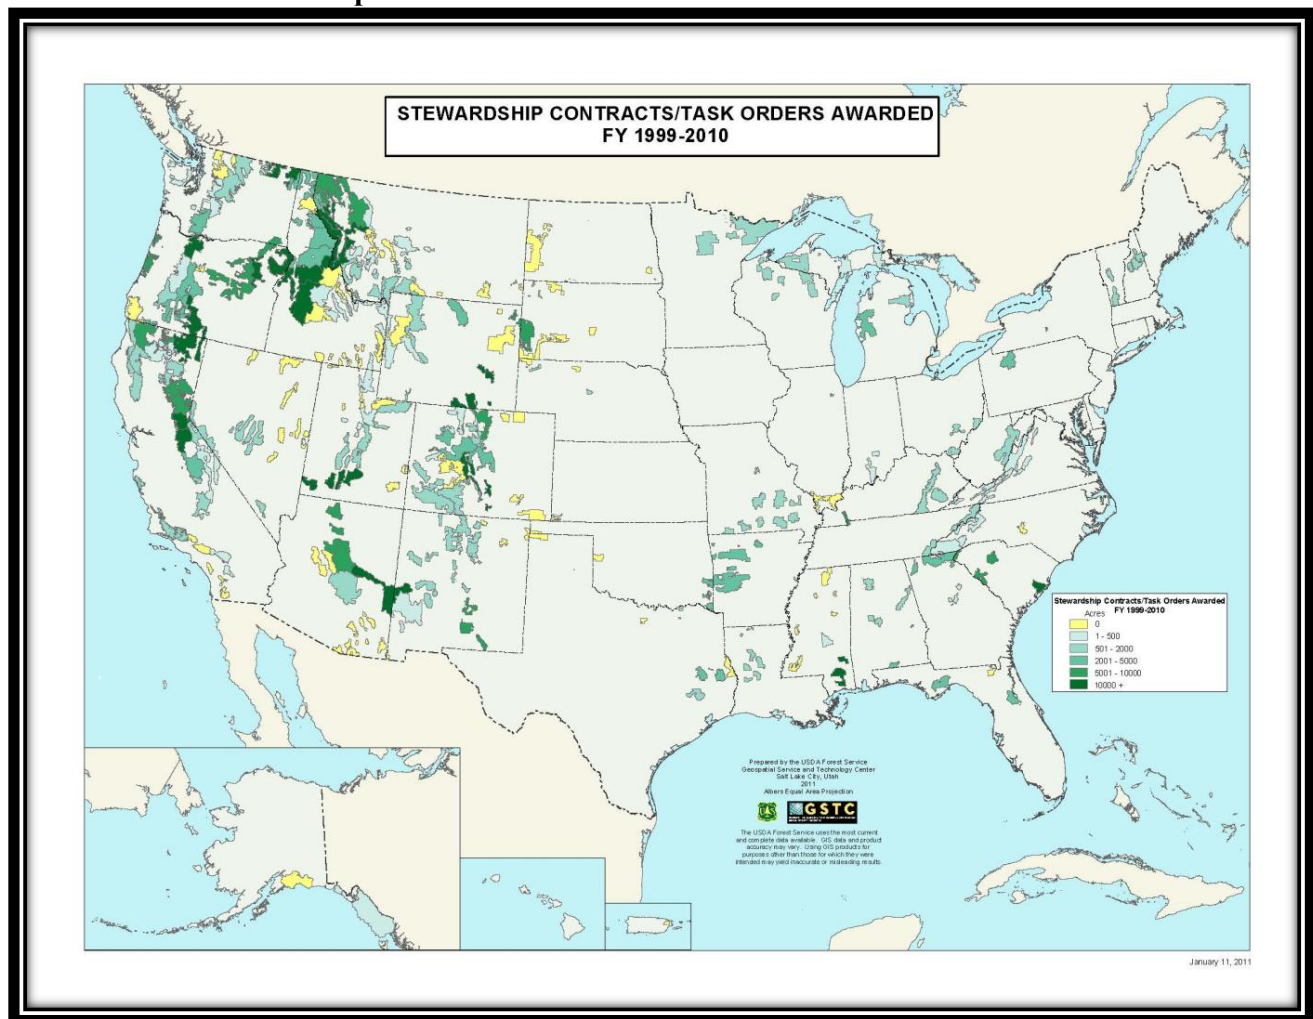 STEWARDSHIP CONTRACTS/TASK ORDERS AWARDED
FY 1999-2010
Stewardship Contracts/Task Orders Awarded
FY 1999-2010
Acres
0
1 - 500
501 - 2000
2001 - 5000
5001 - 10000
10000 +
Prepared by the USDA Forest Service
Geospatial Service and Technology Center
Salt Lake City, Utah
2011
Albers Equal Area Projection
GSTC
The USDA Forest Service uses the most current
and complete data available. GIS data and product
accuracy may vary. Using GIS products for
purposes other than those for which they were
intended may yield inaccurate or misleading results.
January 11, 2011